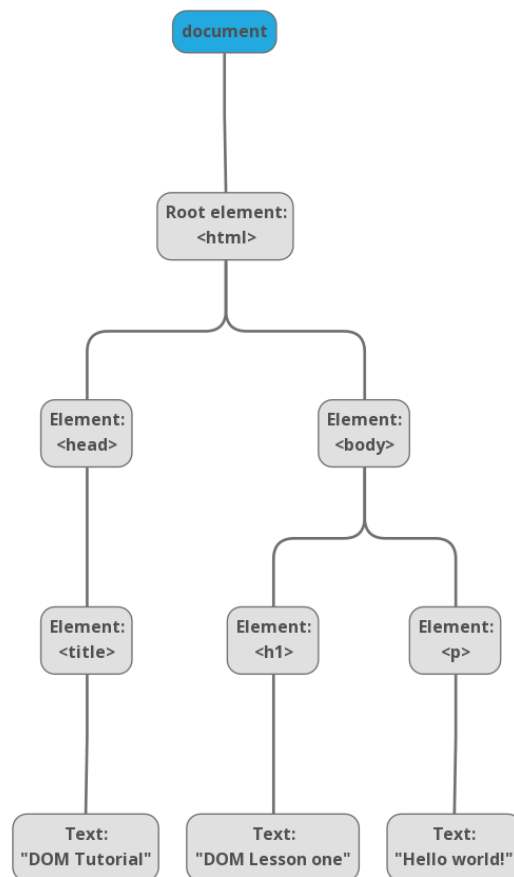 document
Root element:
<html>
Element:
<head>
Element:
<body>
Element:
<title>
Element:
<h1>
Element:
<p>
Text:
"DOM Tutorial"
Text:
"DOM Lesson one"
Text:
"Hello world!"